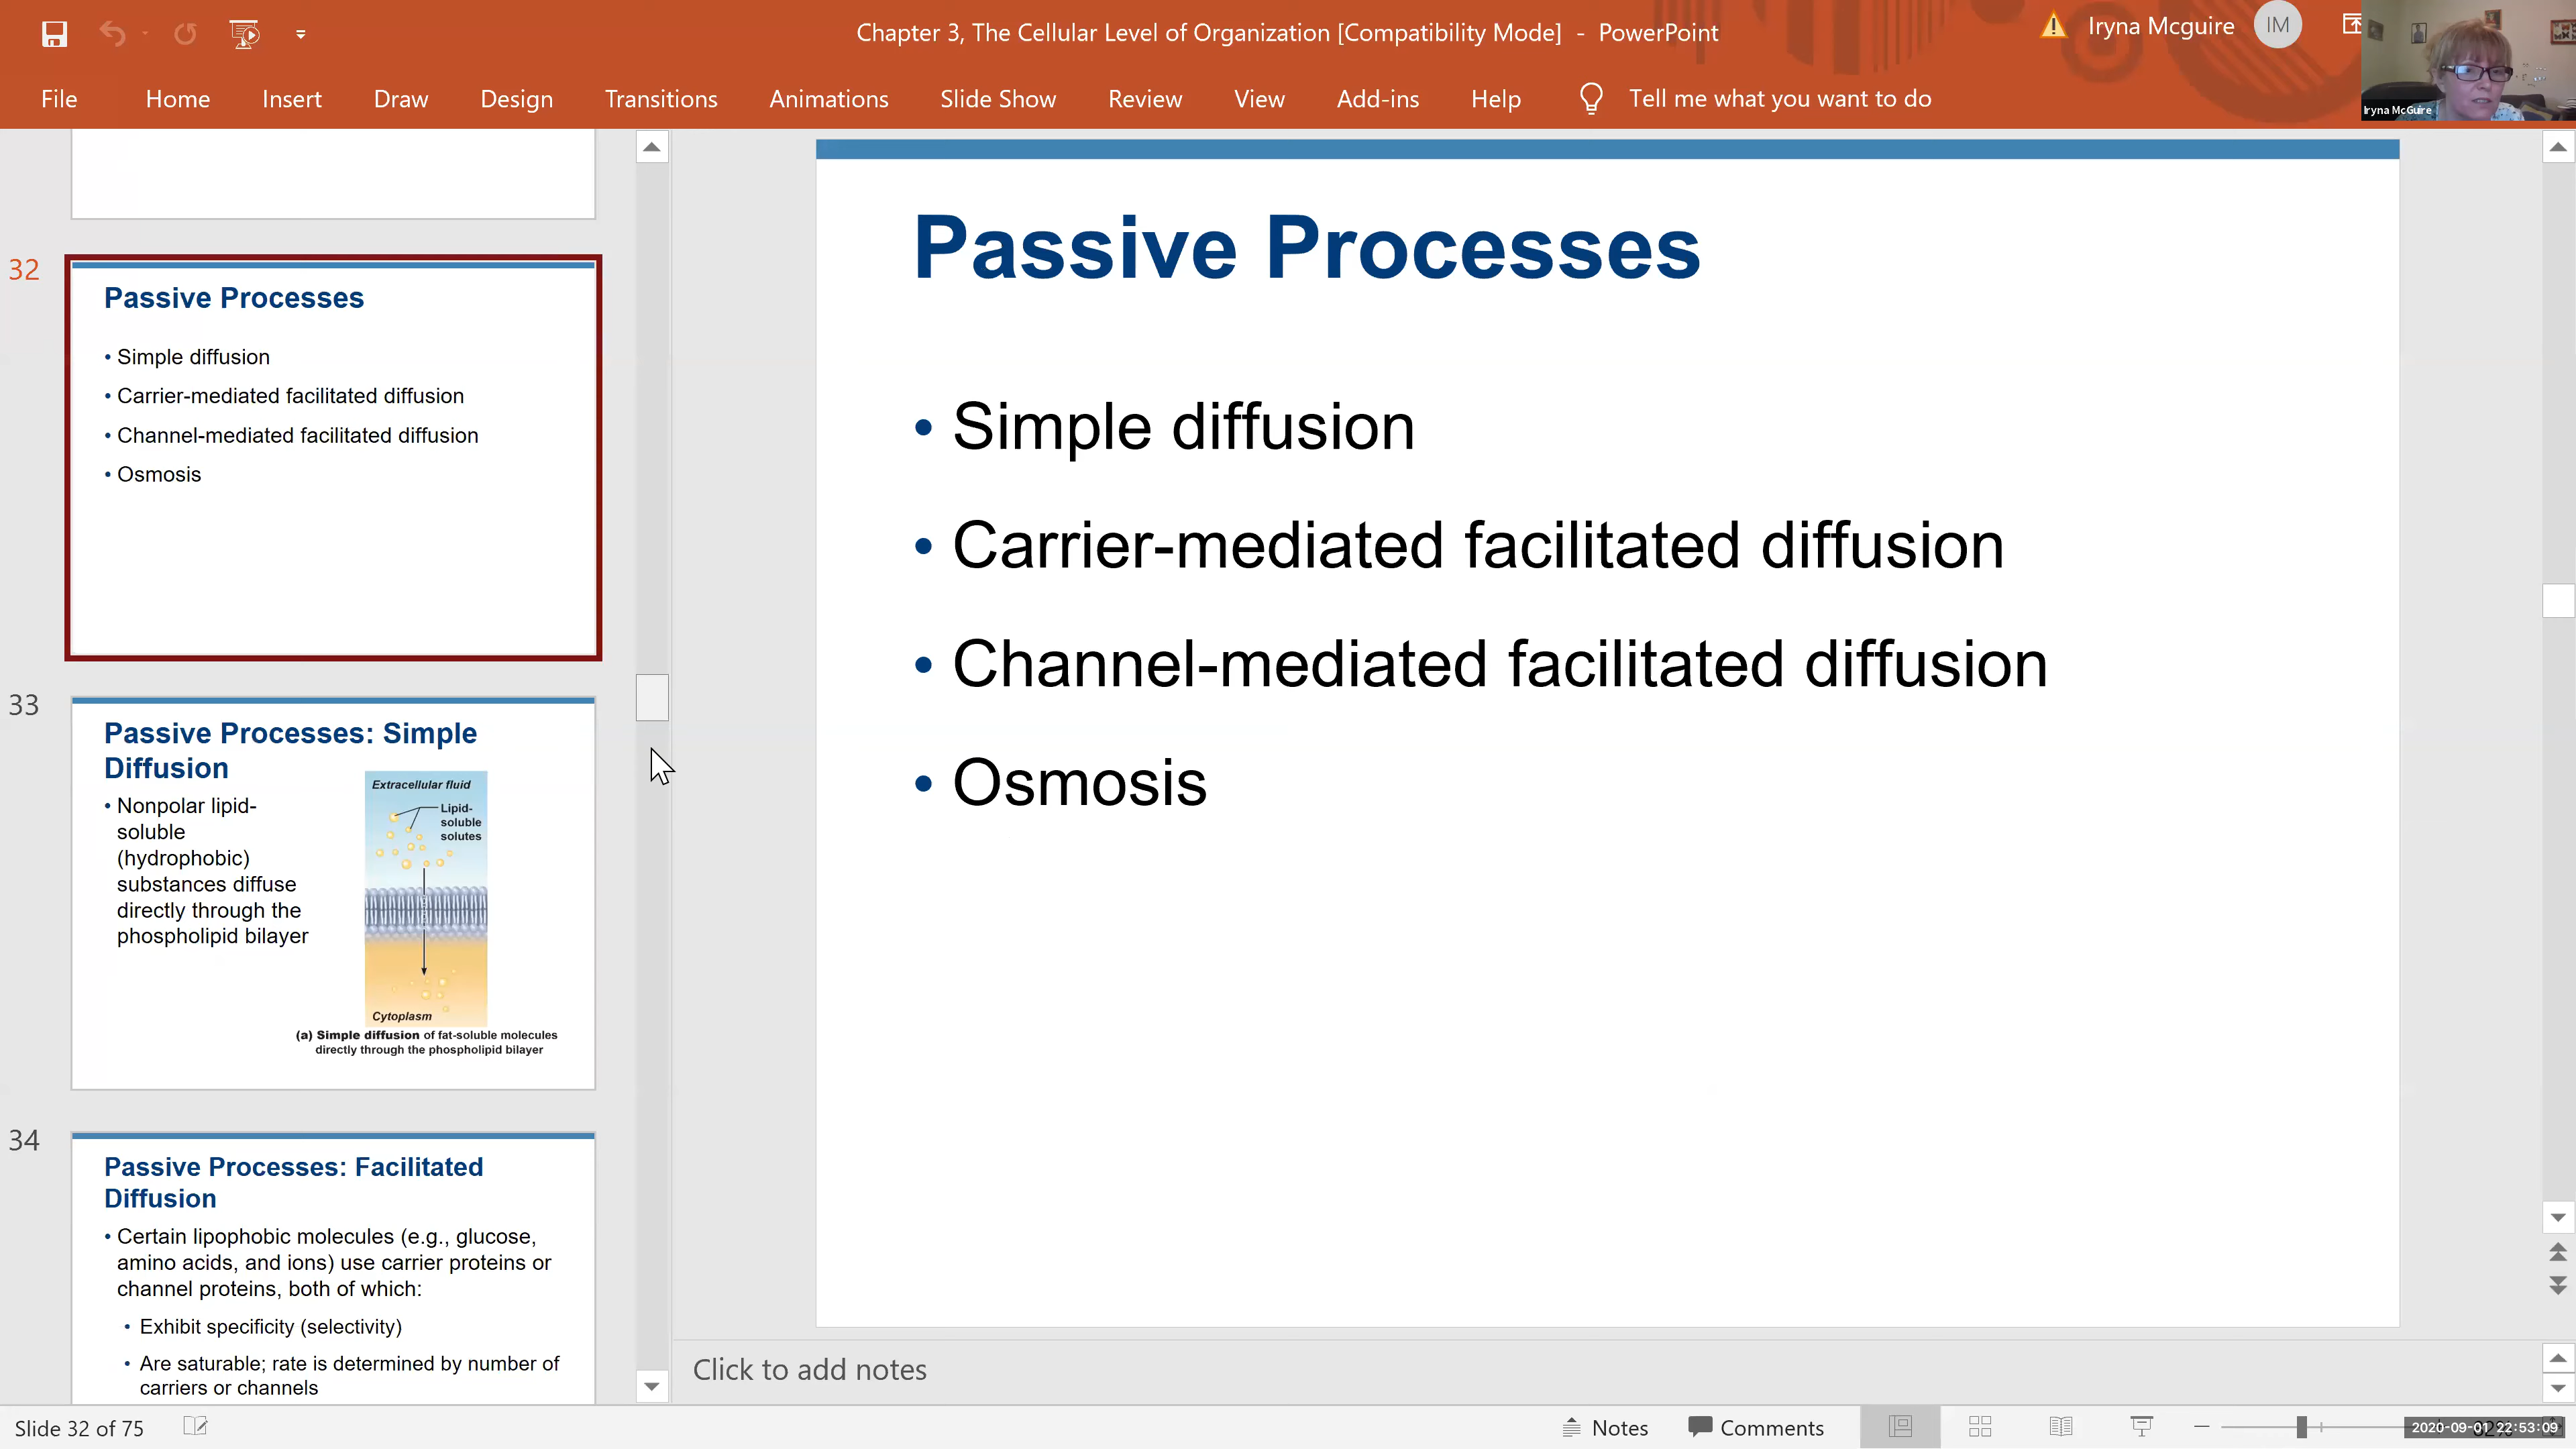 Chapter 3, The Cellular Level of Organization [Compatibility Mode] - PowerPoint
Iryna Mcguire
IM
Iryna McGuire
File
Home
Insert
Draw
Design
Transitions
Animations
Slide Show
Review
View
Add-ins
Help
Tell me what you want to do
32
Passive Processes
• Simple diffusion
• Carrier-mediated facilitated diffusion
• Channel-mediated facilitated diffusion
• Osmosis
33
Passive Processes: Simple
Diffusion
• Nonpolar lipid-
soluble
(hydrophobic)
substances diffuse
directly through the
phospholipid bilayer
Extracellular fluid
Lipid-
soluble
solutes
Cytoplasm
(a) Simple diffusion of fat-soluble molecules
directly through the phospholipid bilayer
34
Passive Processes: Facilitated
Diffusion
• Certain lipophobic molecules (e.g., glucose,
amino acids, and ions) use carrier proteins or
channel proteins, both of which:
• Exhibit specificity (selectivity)
• Are saturable; rate is determined by number of
carriers or channels
Passive Processes
• Simple diffusion
• Carrier-mediated facilitated diffusion
• Channel-mediated facilitated diffusion
• Osmosis
Click to add notes
Slide 32 of 75
Notes
Comments
2020-09-01 22:53:09